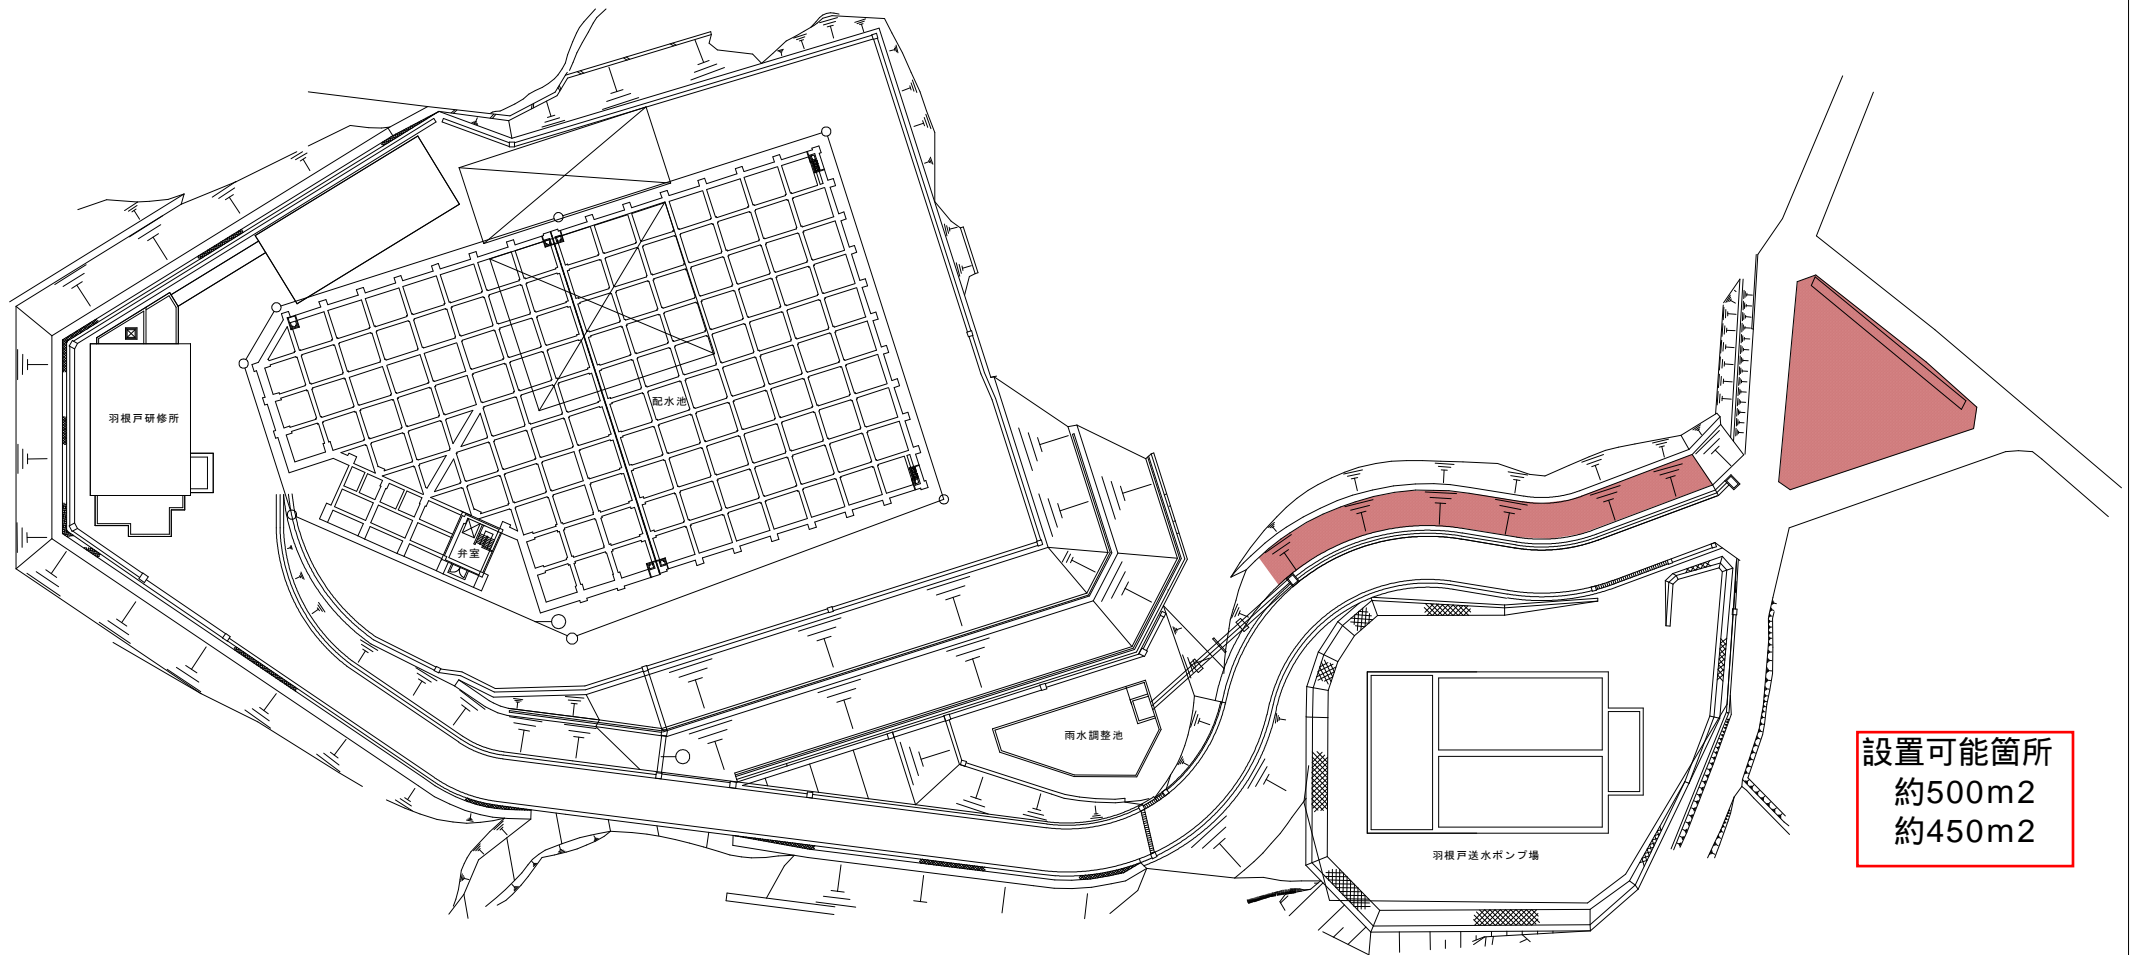 羽根戸研修所
配水池
弁室
雨水調整池
羽根戸送水ポンプ場
設置可能箇所
約500m2
約450m2